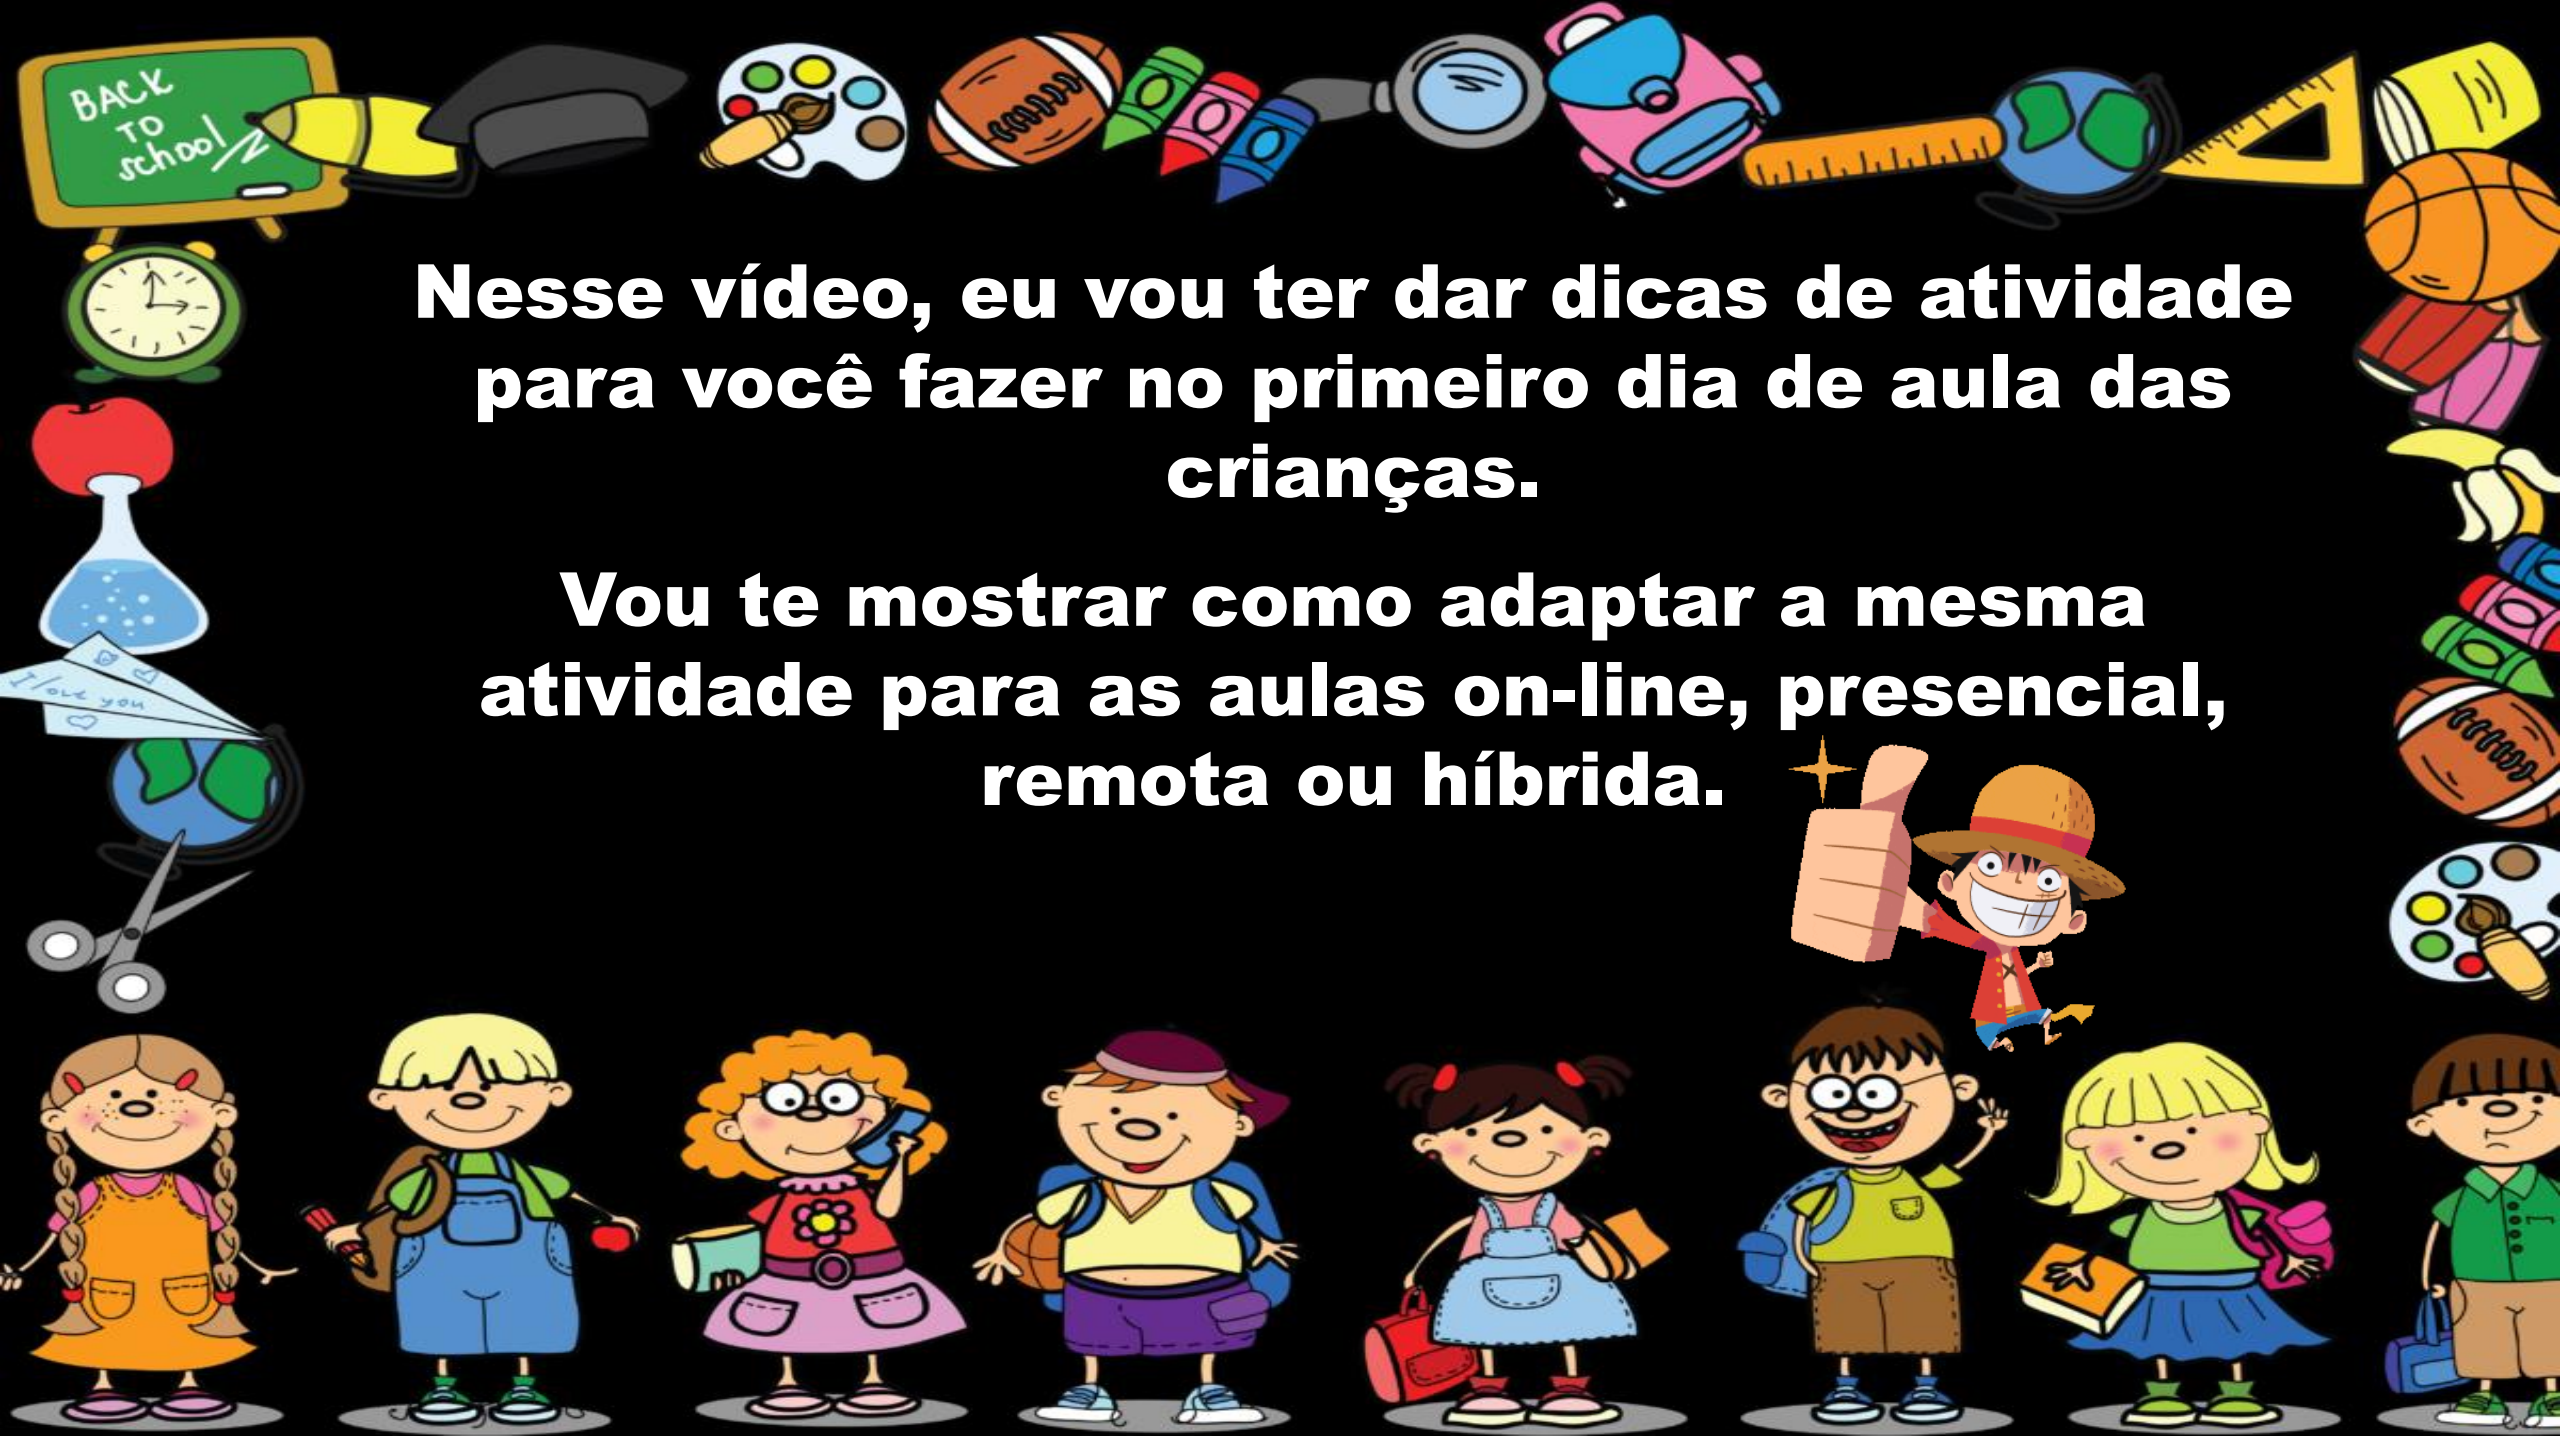 BACK
TO
school
Nesse vídeo, eu vou ter dar dicas de atividade
para você fazer no primeiro dia de aula das
crianças.
Vou te mostrar como adaptar a mesma
atividade para as aulas on-line, presencial,
remota ou híbrida.
I love you